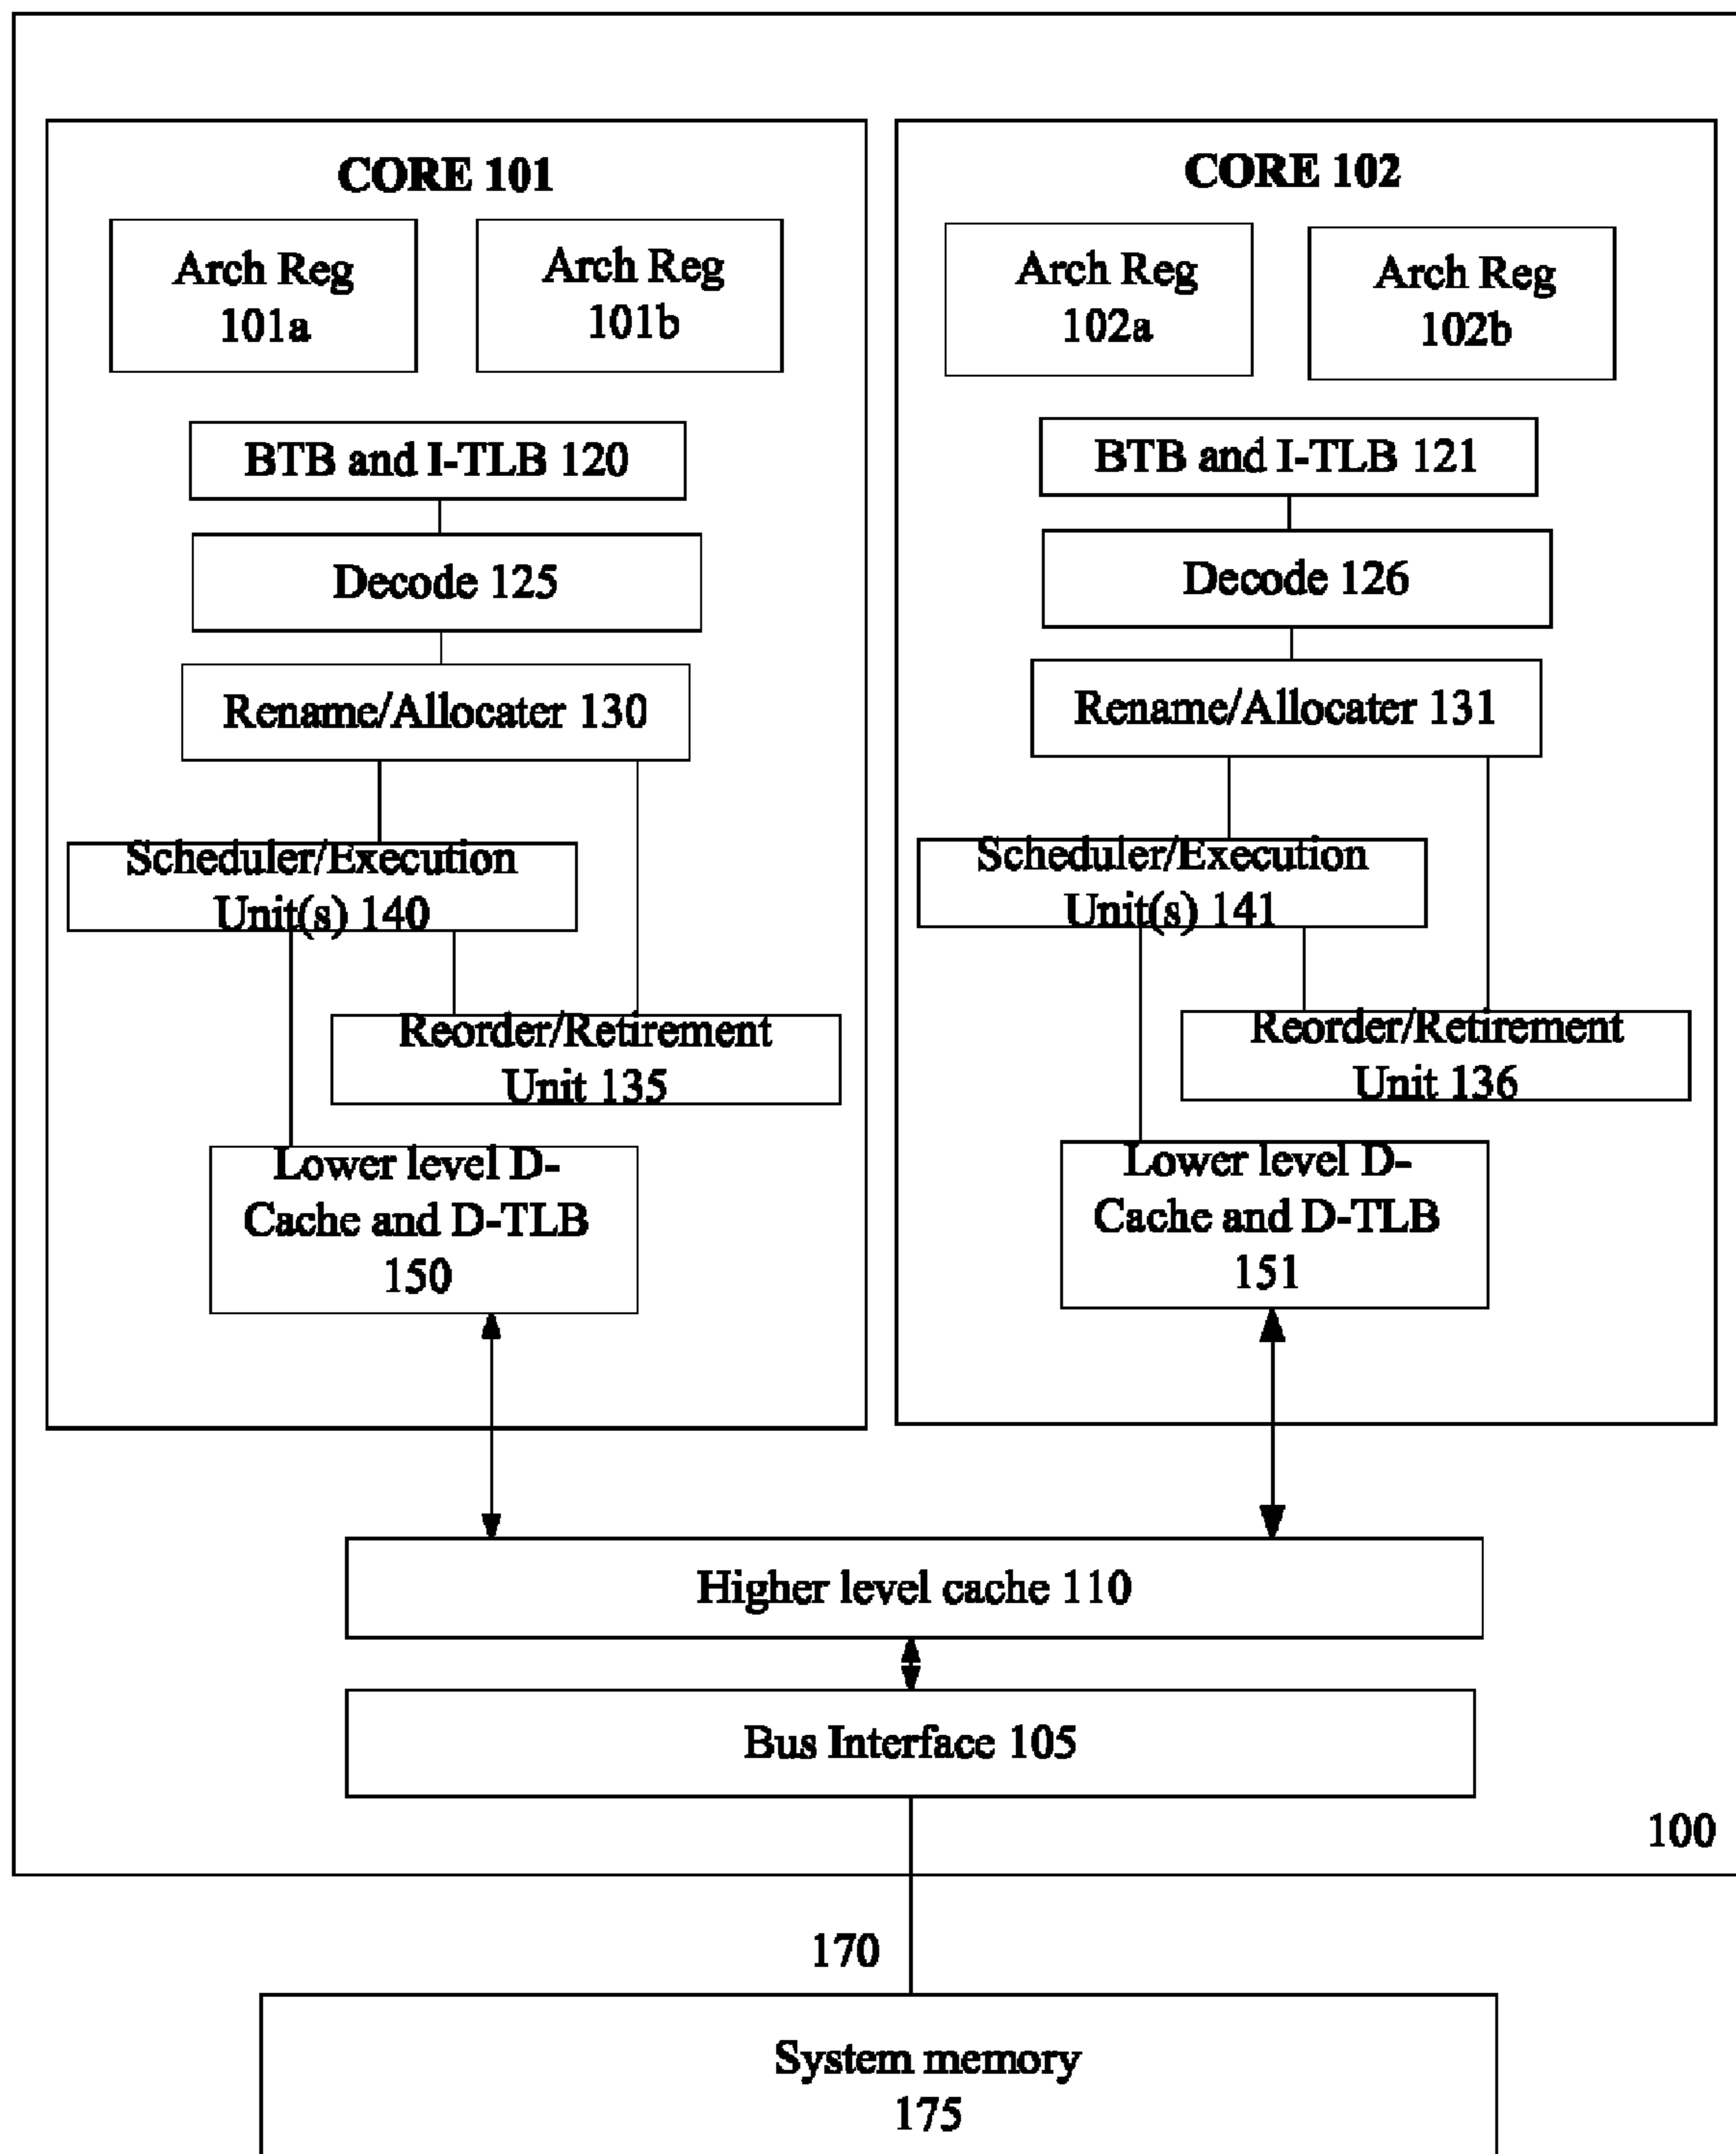 CORE 101
Arch Reg
101a
Arch Reg
101b
BTB and I-TLB 120
Decode 125
Rename/Allocater 130
Scheduler/Execution
Unit(s) 140
Reorder/Retirement
Unit 135
Lower level D-
Cache and D-TLB
150
CORE 102
Arch Reg
102a
Arch Reg
102b
BTB and I-TLB 121
Decode 126
Rename/Allocater 131
Scheduler/Execution
Unit(s) 141
Reorder/Retirement
Unit 136
Lower level D-
Cache and D-TLB
151
Higher level cache 110
Bus Interface 105
100
170
System memory
175